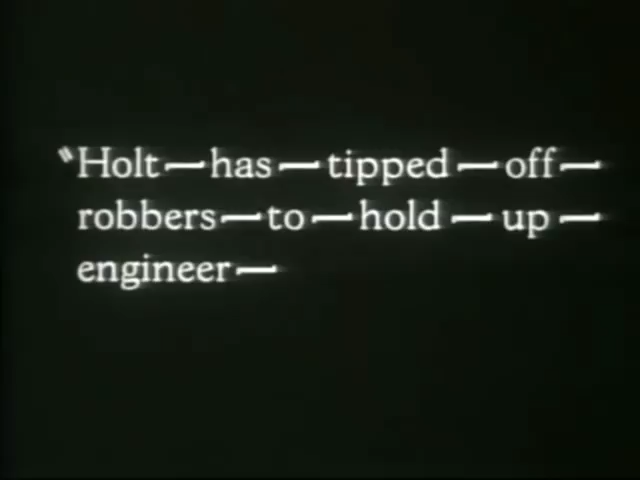 "Holt—has—tipped—off—
robbers—to—hold—up—
engineer—